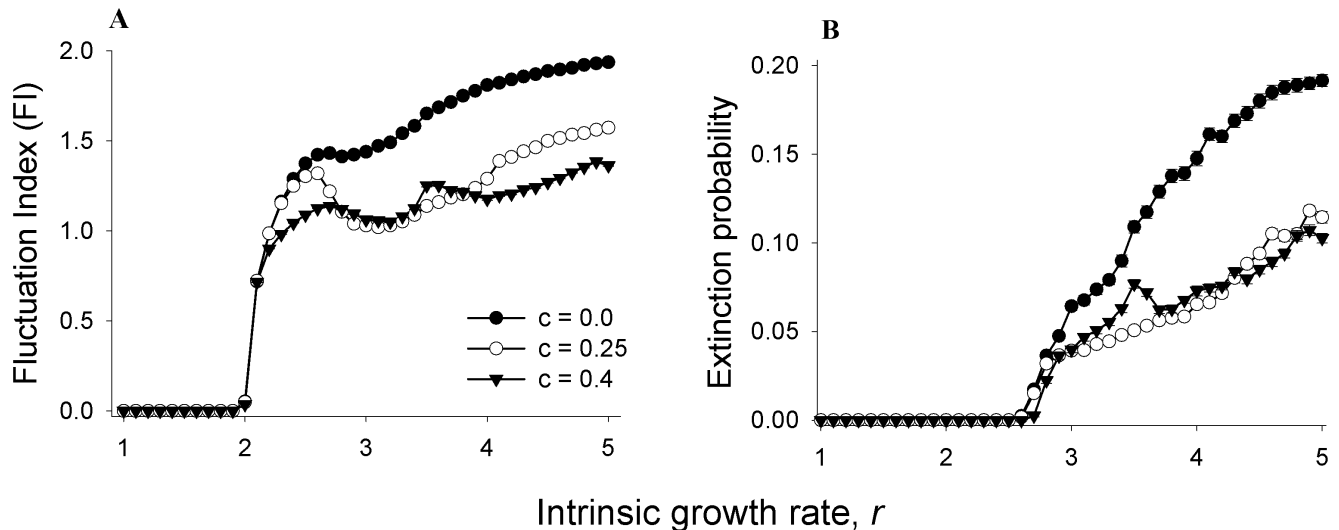 A
Fluctuation Index (FI)
2.0
1.5
1.0
0.5
0.0
1 2 3 4 5
c = 0.0
c = 0.25
c = 0.4
B
Extinction probability
0.20
0.15
0.10
0.05
0.00
1 2 3 4 5
Intrinsic growth rate, r